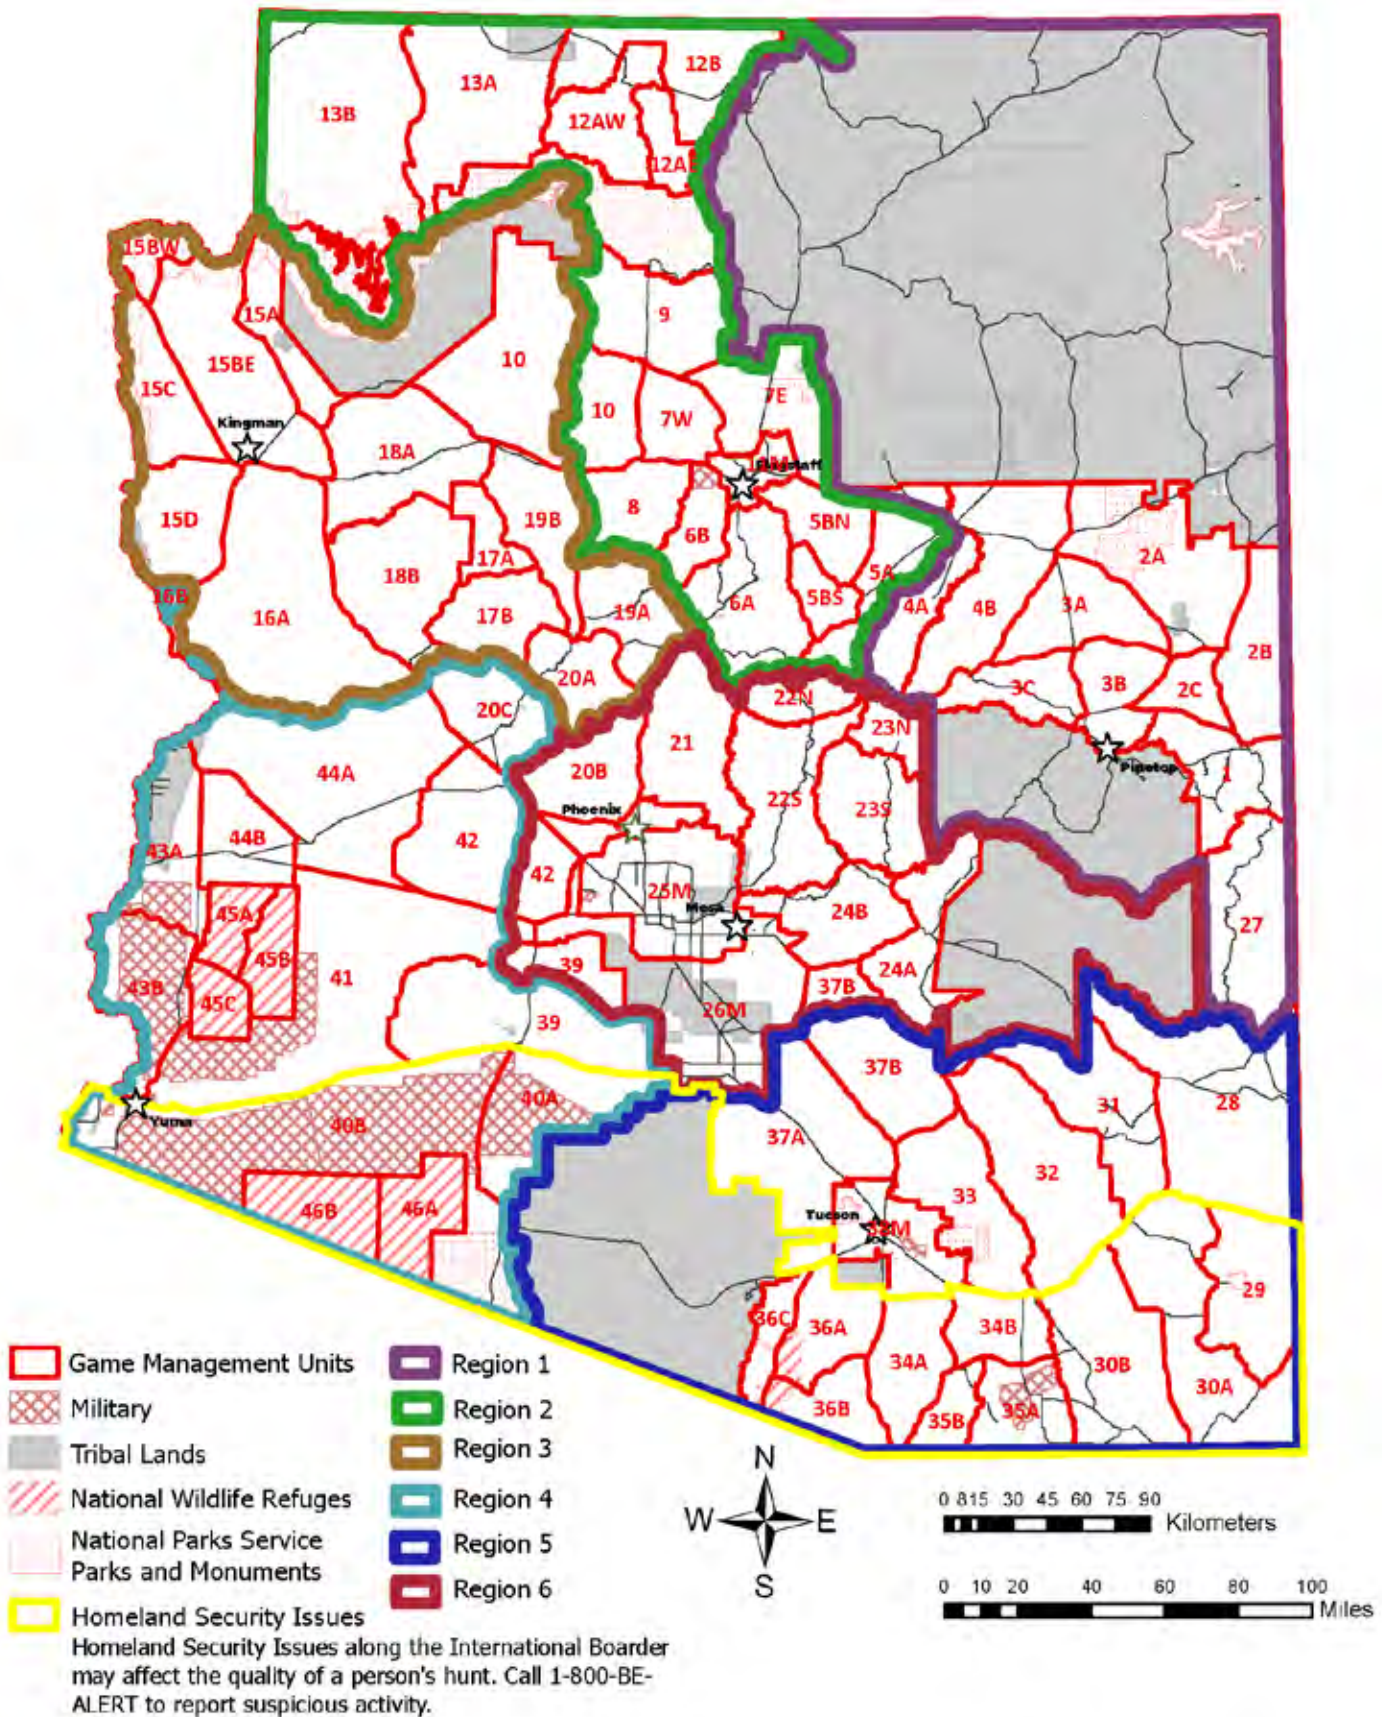 12B
13A
13B
12AW
12A
15BW
15A
9
15BE
10
15C
10
7W
7E
Kingman
18A
Flagstaff
8
15D
19B
5BN
6B
17A
2A
18B
5A
16B
16A
17B
19A
6A
5BS
4A
4B
3A
2B
20A
3C
3B
2C
20C
22N
23N
21
44A
20B
Pinetop
1
22S
23S
Phoenix
44B
42
43A
42
25M
Mesa
24B
45A
27
45B
39
24A
41
43B
45C
37B
26M
39
37B
40A
31
28
Yuma
40B
37A
32
33
46B
46A
Tucson
29
36C
36A
34B
34A
30B
30A
36B
35B
35A
Game Management Units
Military
Tribal Lands
National Wildlife Refuges
National Parks Service
Parks and Monuments
Homeland Security Issues
Homeland Security Issues along the International Boarder
may affect the quality of a person's hunt. Call 1-800-BE-
ALERT to report suspicious activity.
Region 1
Region 2
Region 3
Region 4
Region 5
Region 6
N
W E
S
0 815 30 45 60 75 90
Kilometers
0 10 20 40 60 80 100
Miles